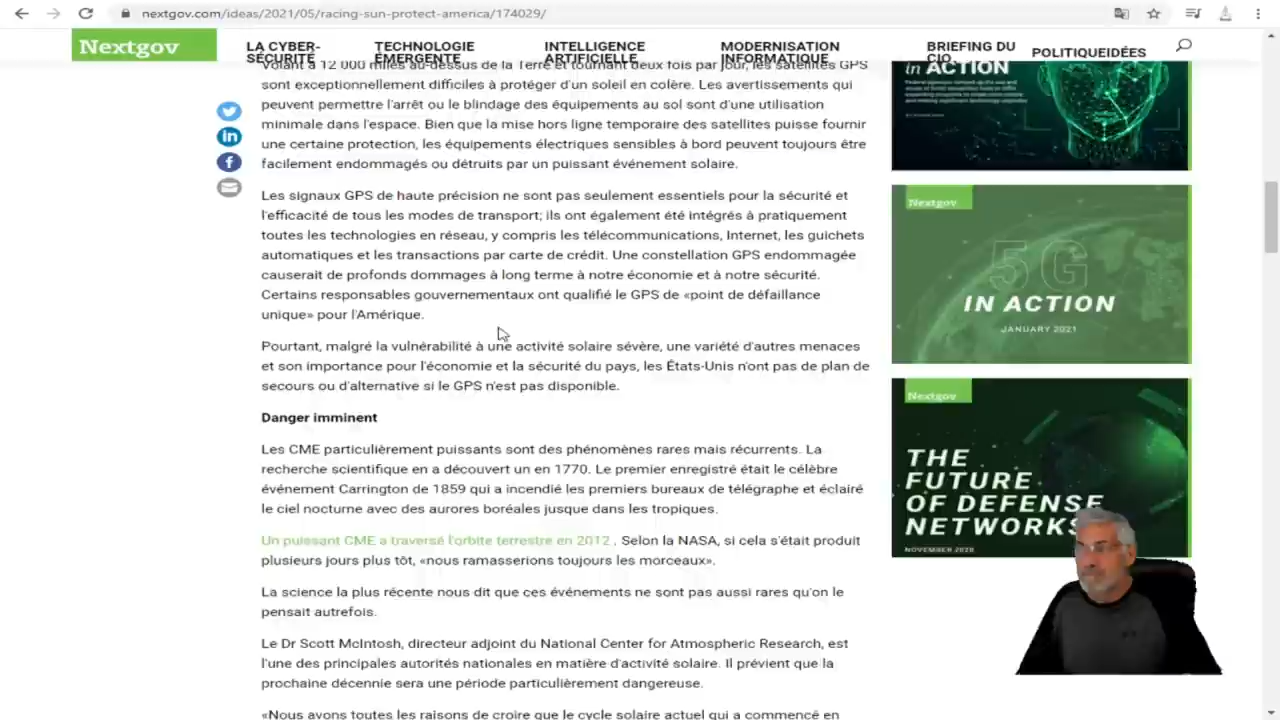 nextgov.com/ideas/2021/05/racing-sun-protect-america/174029/
Nextgov
LA CYBER-
SÉCURITÉ
TECHNOLOGIE
ÉMERGENTE
INTELLIGENCE
ARTIFICIELLE
MODERNISATION
INFORMATIQUE
BRIEFING DU
CIO
POLITIQUEIDÉES
Volant à 12 000 miles au-dessus de la Terre et tournant deux fois par jour, les satellites GPS
sont exceptionnellement difficiles à protéger d'un soleil en colère. Les avertissements qui
peuvent permettre l'arrêt ou le blindage des équipements au sol sont d'une utilisation
minimale dans l'espace. Bien que la mise hors ligne temporaire des satellites puisse fournir
une certaine protection, les équipements électriques sensibles à bord peuvent toujours être
facilement endommagés ou détruits par un puissant événement solaire.
Les signaux GPS de haute précision ne sont pas seulement essentiels pour la sécurité et
l'efficacité de tous les modes de transport; ils ont également été intégrés à pratiquement
toutes les technologies en réseau, y compris les télécommunications, Internet, les guichets
automatiques et les transactions par carte de crédit. Une constellation GPS endommagée
causerait de profonds dommages à long terme à notre économie et à notre sécurité.
Certains responsables gouvernementaux ont qualifié le GPS de «point de défaillance
unique» pour l'Amérique.
Pourtant, malgré la vulnérabilité à une activité solaire sévère, une variété d'autres menaces
et son importance pour l'économie et la sécurité du pays, les États-Unis n'ont pas de plan de
secours ou d'alternative si le GPS n'est pas disponible.
Danger imminent
Les CME particulièrement puissants sont des phénomènes rares mais récurrents. La
recherche scientifique en a découvert un en 1770. Le premier enregistré était le célèbre
événement Carrington de 1859 qui a incendié les premiers bureaux de télégraphe et éclairé
le ciel nocturne avec des aurores boréales jusque dans les tropiques.
Un puissant CME a traversé l'orbite terrestre en 2012 . Selon la NASA, si cela s'était produit
plusieurs jours plus tôt, «nous ramasserions toujours les morceaux».
La science la plus récente nous dit que ces événements ne sont pas aussi rares qu'on le
pensait autrefois.
Le Dr Scott McIntosh, directeur adjoint du National Center for Atmospheric Research, est
l'une des principales autorités nationales en matière d'activité solaire. Il prévient que la
prochaine décennie sera une période particulièrement dangereuse.
«Nous avons toutes les raisons de croire que le cycle solaire actuel qui a commencé en
in ACTION
Nextgov
5G
IN ACTION
JANUARY 2021
Nextgov
THE
FUTURE
OF DEFENSE
NETWORKS
NOVEMBER 2020